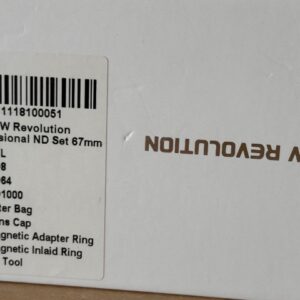 1118100051
W Revolution
sional ND Set 67mm
L
8
64
1000
ter Bag
ns Cap
gnetic Adapter Ring
gnetic Inlaid Ring
Tool
REVOLUTION